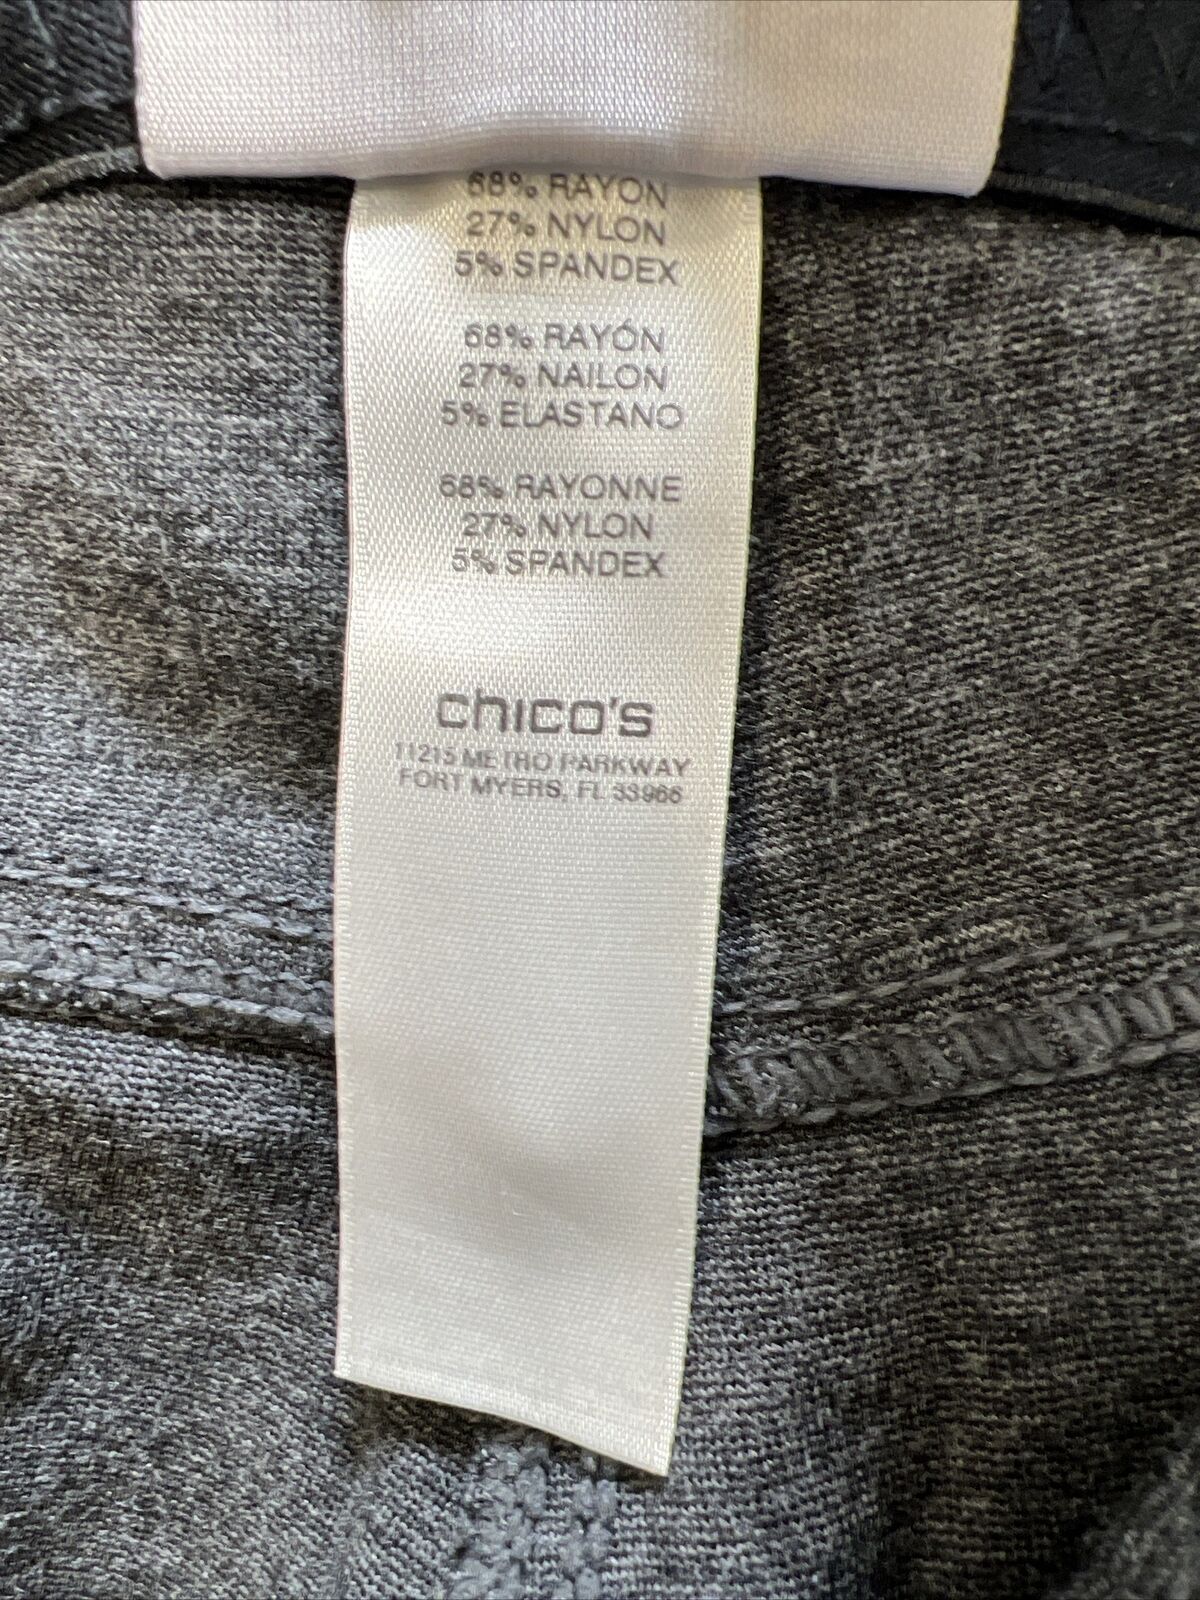 68% RAYON
27% NYLON
5% SPANDEX
68% RAYÓN
27% NAILON
5% ELASTANO
68% RAYONNE
27% NYLON
5% SPANDEX
chico's
11215 METRO PARKWAY
FORT MYERS, FL 33966